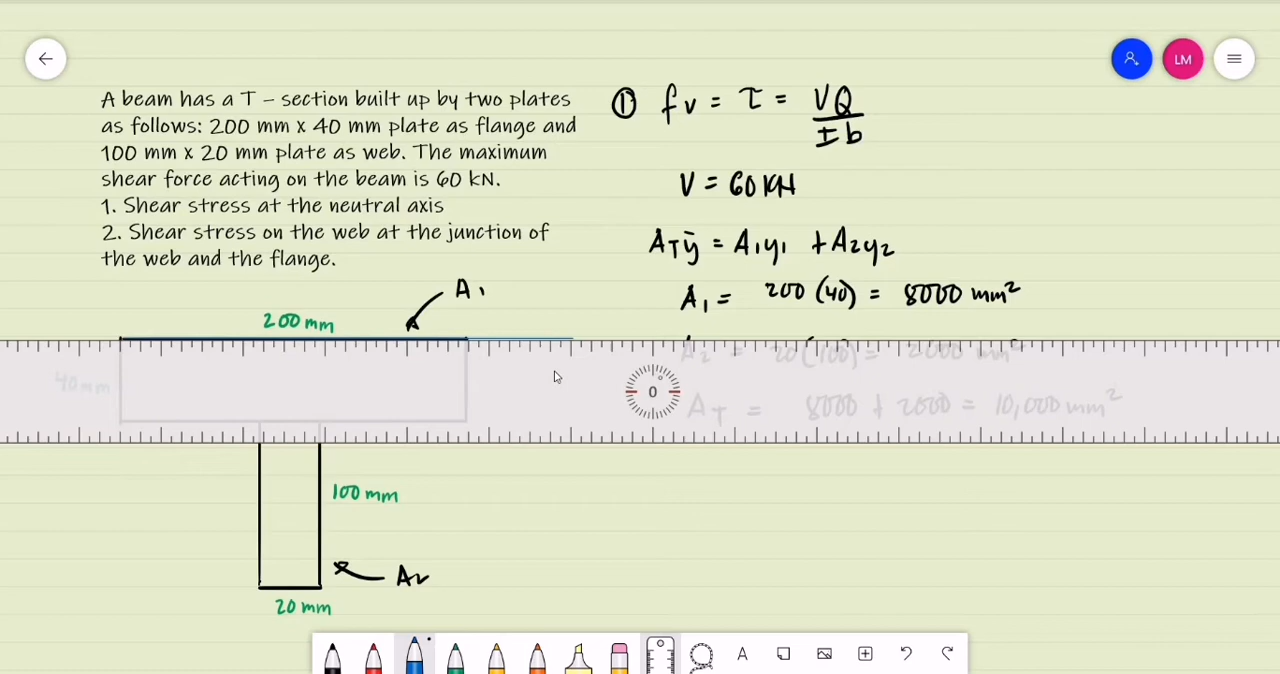 LM
A beam has a T – section built up by two plates
as follows: 200 mm x 40 mm plate as flange and
100 mm x 20 mm plate as web. The maximum
shear force acting on the beam is 60 kN.
1. Shear stress at the neutral axis
2. Shear stress on the web at the junction of
the web and the flange.
A1
200 mm
40 mm
100 mm
A2
20 mm
① fv = τ = VQ
Ib
V = 60 KN
ATȳ = A1y1 + A2y2
A1 = 200 (40) = 8000 mm²
A2 = 20 (100) = 2000 mm²
AT = 8000 + 2000 = 10,000 mm²
0°
A